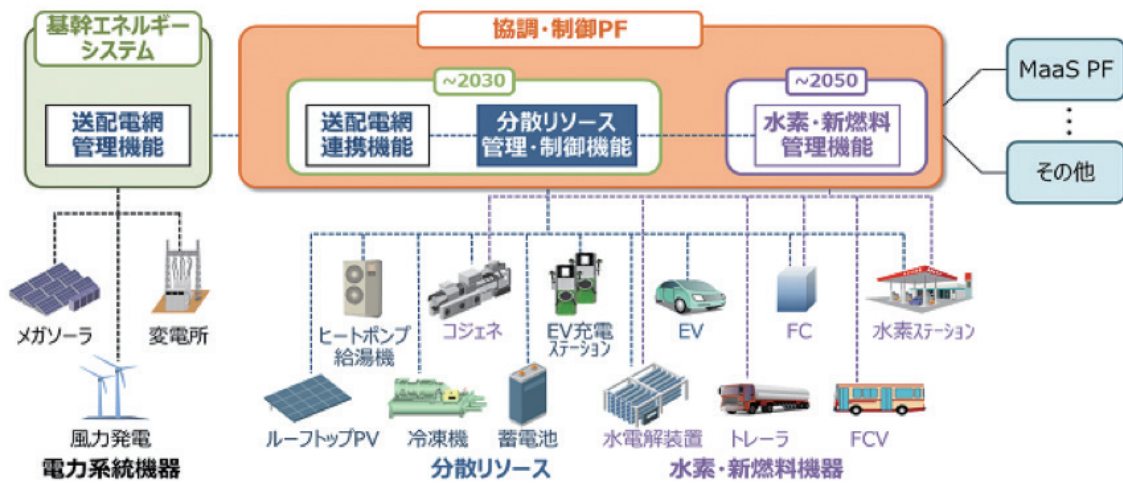 基幹エネルギー
システム
送配電網
管理機能
協調・制御PF
~2030
送配電網
連携機能
分散リソース
管理・制御機能
~2050
水素・新燃料
管理機能
MaaS PF
その他
メガソーラ
変電所
風力発電
電力系統機器
ヒートポンプ
給湯機
コジェネ
EV充電
ステーション
EV
FC
水素ステーション
ルーフトップPV
冷凍機
蓄電池
水電解装置
トレーラ
FCV
分散リソース
水素・新燃料機器